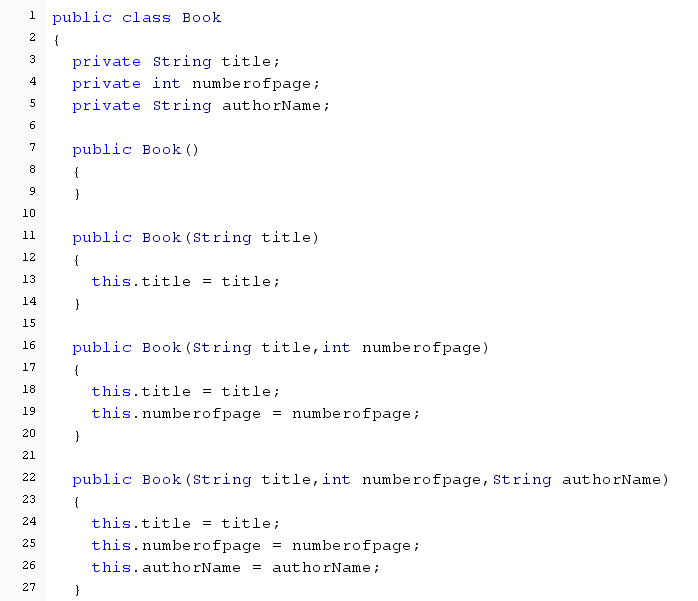 1 public class Book
2 {
3   private String title;
4   private int numberofpage;
5   private String authorName;
6
7   public Book()
8   {
9   }
10
11   public Book(String title)
12   {
13     this.title = title;
14   }
15
16   public Book(String title,int numberofpage)
17   {
18     this.title = title;
19     this.numberofpage = numberofpage;
20   }
21
22   public Book(String title,int numberofpage,String authorName)
23   {
24     this.title = title;
25     this.numberofpage = numberofpage;
26     this.authorName = authorName;
27   }